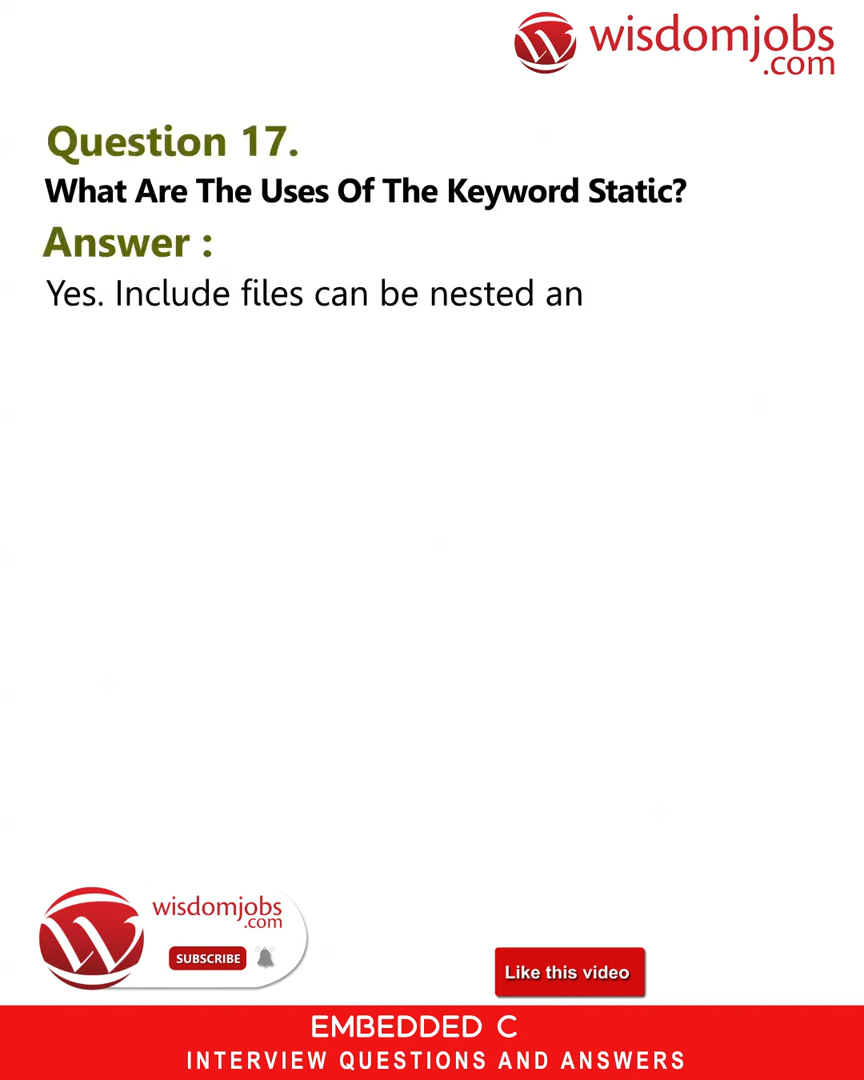 wisdomjobs
.com
Question 17.
What Are The Uses Of The Keyword Static?
Answer :
Yes. Include files can be nested an
wisdomjobs
.com
SUBSCRIBE
Like this video
EMBEDDED C
INTERVIEW QUESTIONS AND ANSWERS